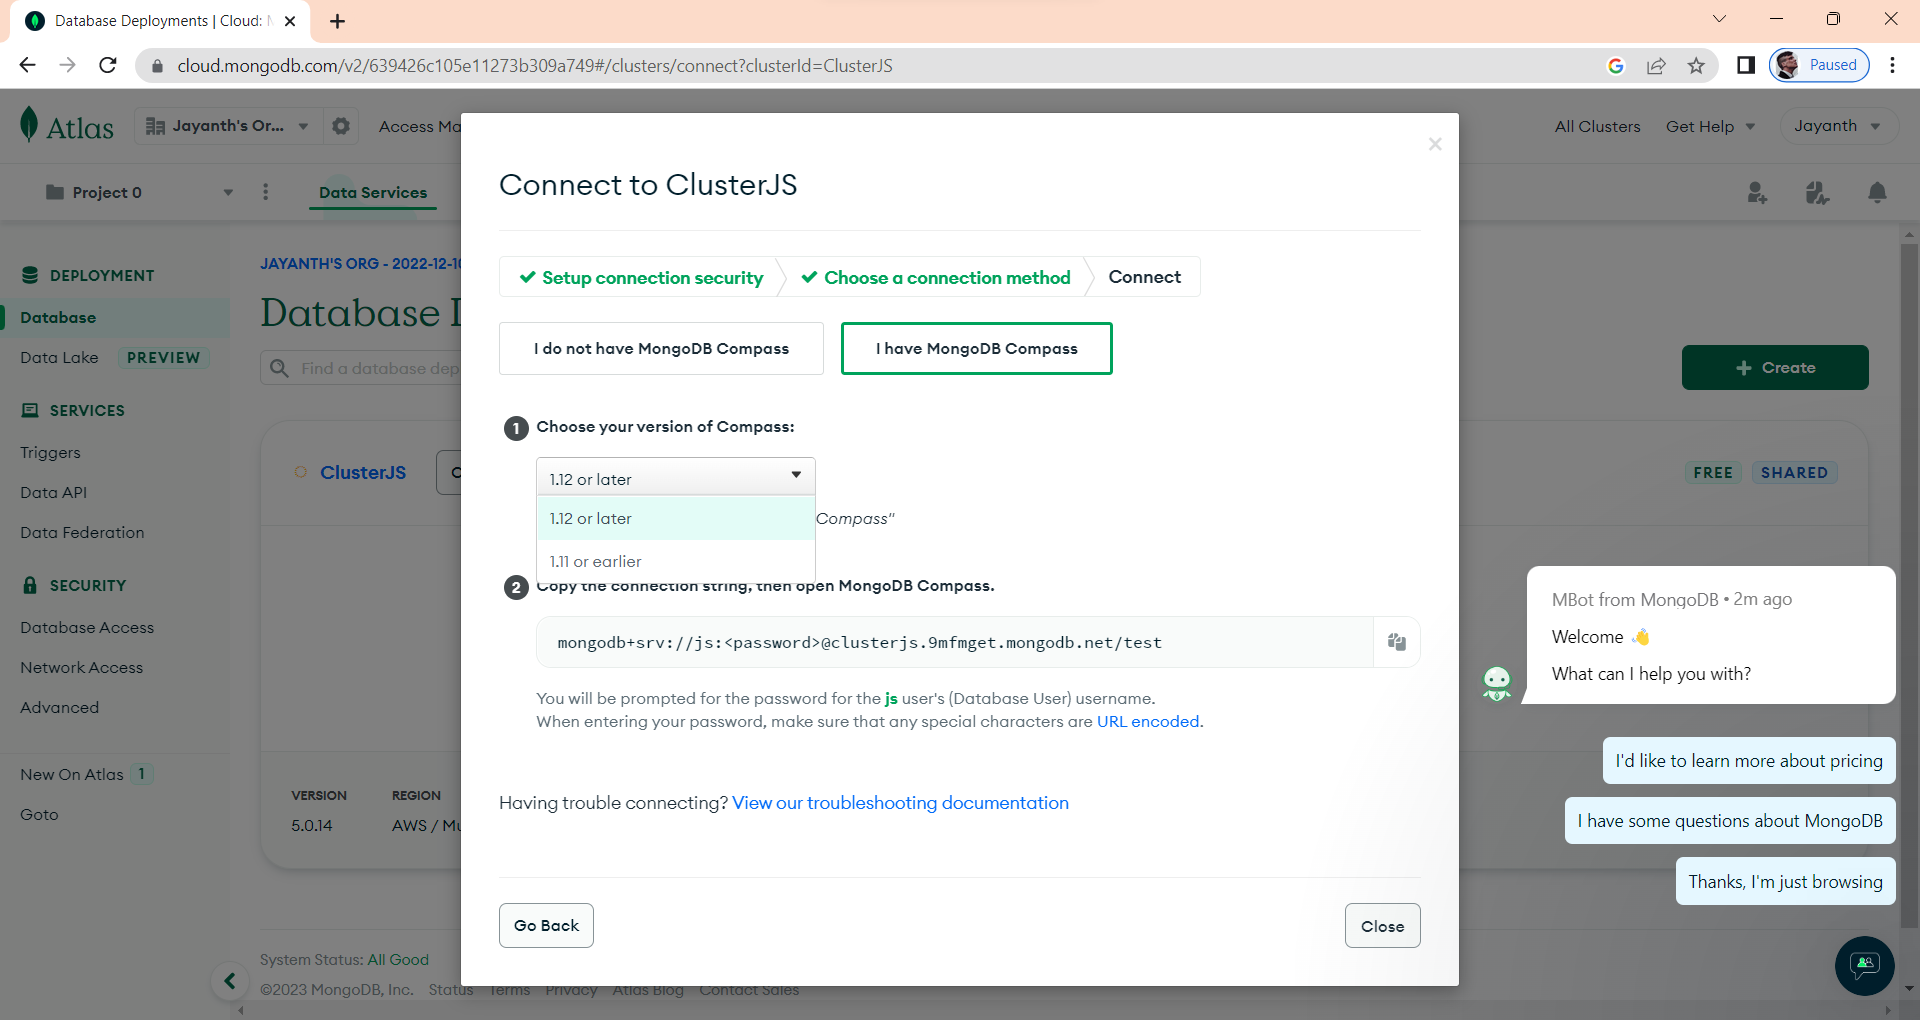 Database Deployments | Cloud:
cloud.mongodb.com/v2/639426c105e11273b309a749#/clusters/connect?clusterId=ClusterJS
Paused
Atlas
Jayanth's Or...
Access Ma
All Clusters
Get Help
Jayanth
Project 0
Data Services
DEPLOYMENT
Database
Data Lake PREVIEW
SERVICES
Triggers
Data API
Data Federation
SECURITY
Database Access
Network Access
Advanced
New On Atlas 1
Goto
JAYANTH'S ORG - 2022-12-10
Database D
Find a database dep
+ Create
ClusterJS
C
FREE
SHARED
VERSION
5.0.14
REGION
AWS / Mu
System Status: All Good
©2023 MongoDB, Inc. Status Terms Privacy Atlas Blog Contact Sales
Connect to ClusterJS
Setup connection security
Choose a connection method
Connect
I do not have MongoDB Compass
I have MongoDB Compass
1 Choose your version of Compass:
1.12 or later
1.12 or later
Compass"
1.11 or earlier
2 Copy the connection string, then open MongoDB Compass.
mongodb+srv://js:<password>@clusterjs.9mfmget.mongodb.net/test
You will be prompted for the password for the js user's (Database User) username.
When entering your password, make sure that any special characters are URL encoded.
Having trouble connecting? View our troubleshooting documentation
Go Back
Close
MBot from MongoDB • 2m ago
Welcome 👋
What can I help you with?
I'd like to learn more about pricing
I have some questions about MongoDB
Thanks, I'm just browsing